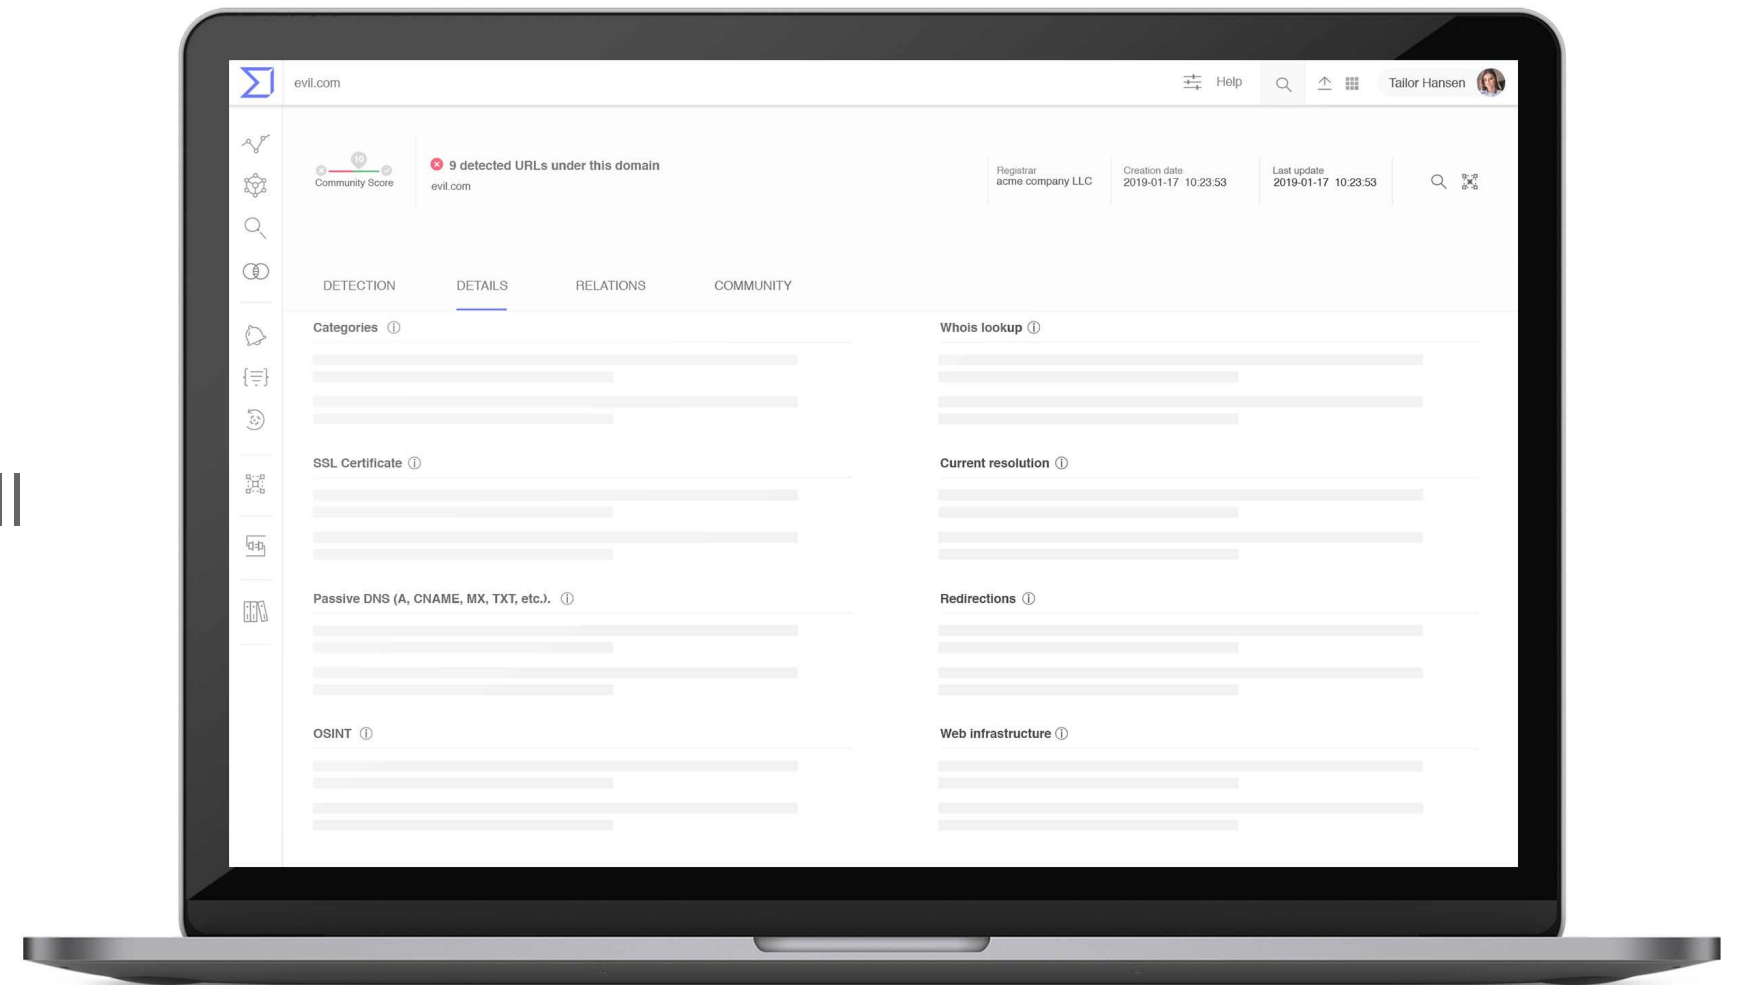 evil.com
Help
Tailor Hansen
10
Community Score
9 detected URLs under this domain
evil.com
Registrar
acme company LLC
Creation date
2019-01-17 10:23:53
Last update
2019-01-17 10:23:53
DETECTION
DETAILS
RELATIONS
COMMUNITY
Categories
Whois lookup
SSL Certificate
Current resolution
Passive DNS (A, CNAME, MX, TXT, etc.).
Redirections
OSINT
Web infrastructure